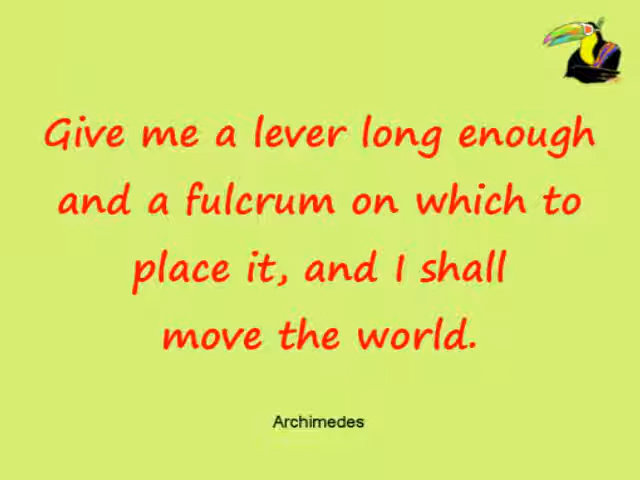 Give me a lever long enough
and a fulcrum on which to
place it, and I shall
move the world.
Archimedes